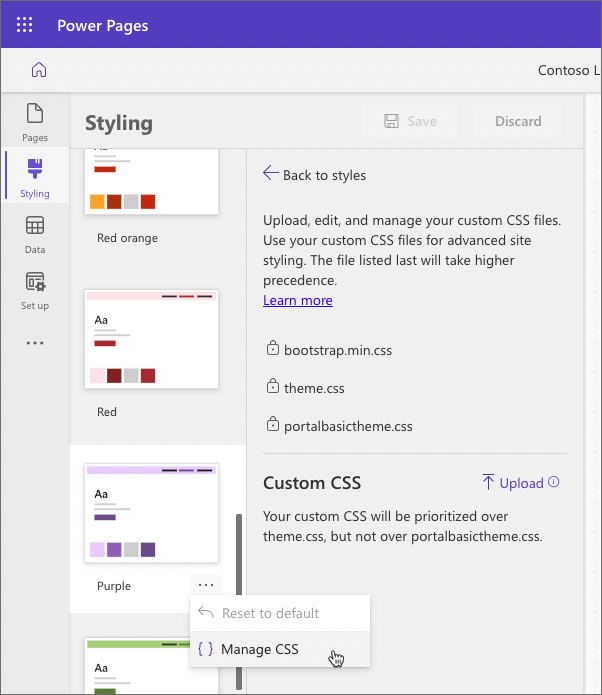 Power Pages
Contoso L
Pages
Styling
Data
Set up
Styling
Save
Discard
Red orange
Aa
Red
Aa
Purple
Aa
Reset to default
{ } Manage CSS
Back to styles
Upload, edit, and manage your custom CSS files.
Use your custom CSS files for advanced site
styling. The file listed last will take higher
precedence.
Learn more
bootstrap.min.css
theme.css
portalbasictheme.css
Custom CSS
Upload
Your custom CSS will be prioritized over
theme.css, but not over portalbasictheme.css.